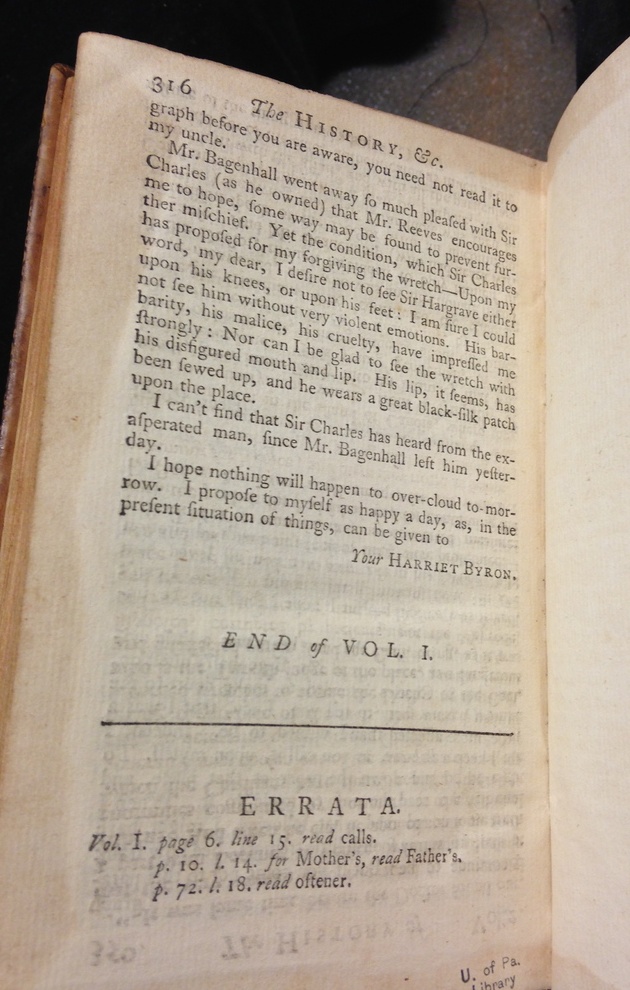 316 The HISTORY, &c.
graph before you are aware, you need not read it to
my uncle.
Mr. Bagenhall went away ſo much pleaſed with Sir
Charles (as he owned) that Mr. Reeves encourages
me to hope, ſome way may be found to prevent fur-
ther miſchief. Yet the condition, which Sir Charles
has propoſed for my forgiving the wretch—Upon my
word, my dear, I deſire not to ſee Sir Hargrave either
upon his knees, or upon his feet: I am ſure I could
not ſee him without very violent emotions. His bar-
barity, his malice, his cruelty, have impreſſed me
ſtrongly: Nor can I be glad to ſee the wretch with
his disfigured mouth and lip. His lip, it ſeems, has
been ſewed up, and he wears a great black-ſilk patch
upon the place.
I can't find that Sir Charles has heard from the ex-
aſperated man, ſince Mr. Bagenhall left him yeſter-
day.
I hope nothing will happen to over-cloud to-mor-
row. I propoſe to myſelf as happy a day, as, in the
preſent ſituation of things, can be given to
Your HARRIET BYRON.
END of VOL. I.
ERRATA.
Vol. I. page 6. line 15. read calls.
p. 10. l. 14. for Mother's, read Father's.
p. 72. l. 18. read oftener.
U. of Pa.
Library